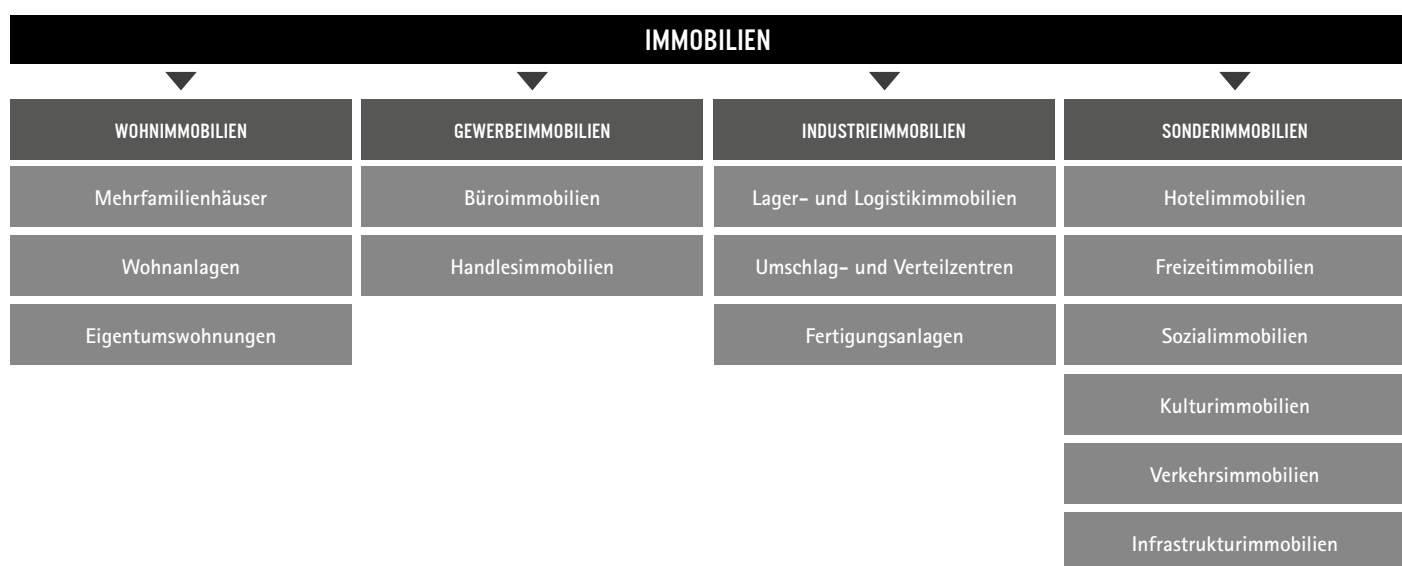 IMMOBILIEN
WOHNIMMOBILIEN
GEWERBEIMMOBILIEN
INDUSTRIEIMMOBILIEN
SONDERIMMOBILIEN
Mehrfamilienhäuser
Büroimmobilien
Lager- und Logistikimmobilien
Hotelimmobilien
Wohnanlagen
Handlesimmobilien
Umschlag- und Verteilzentren
Freizeitimmobilien
Eigentumswohnungen
Fertigungsanlagen
Sozialimmobilien
Kulturimmobilien
Verkehrsimmobilien
Infrastrukturimmobilien